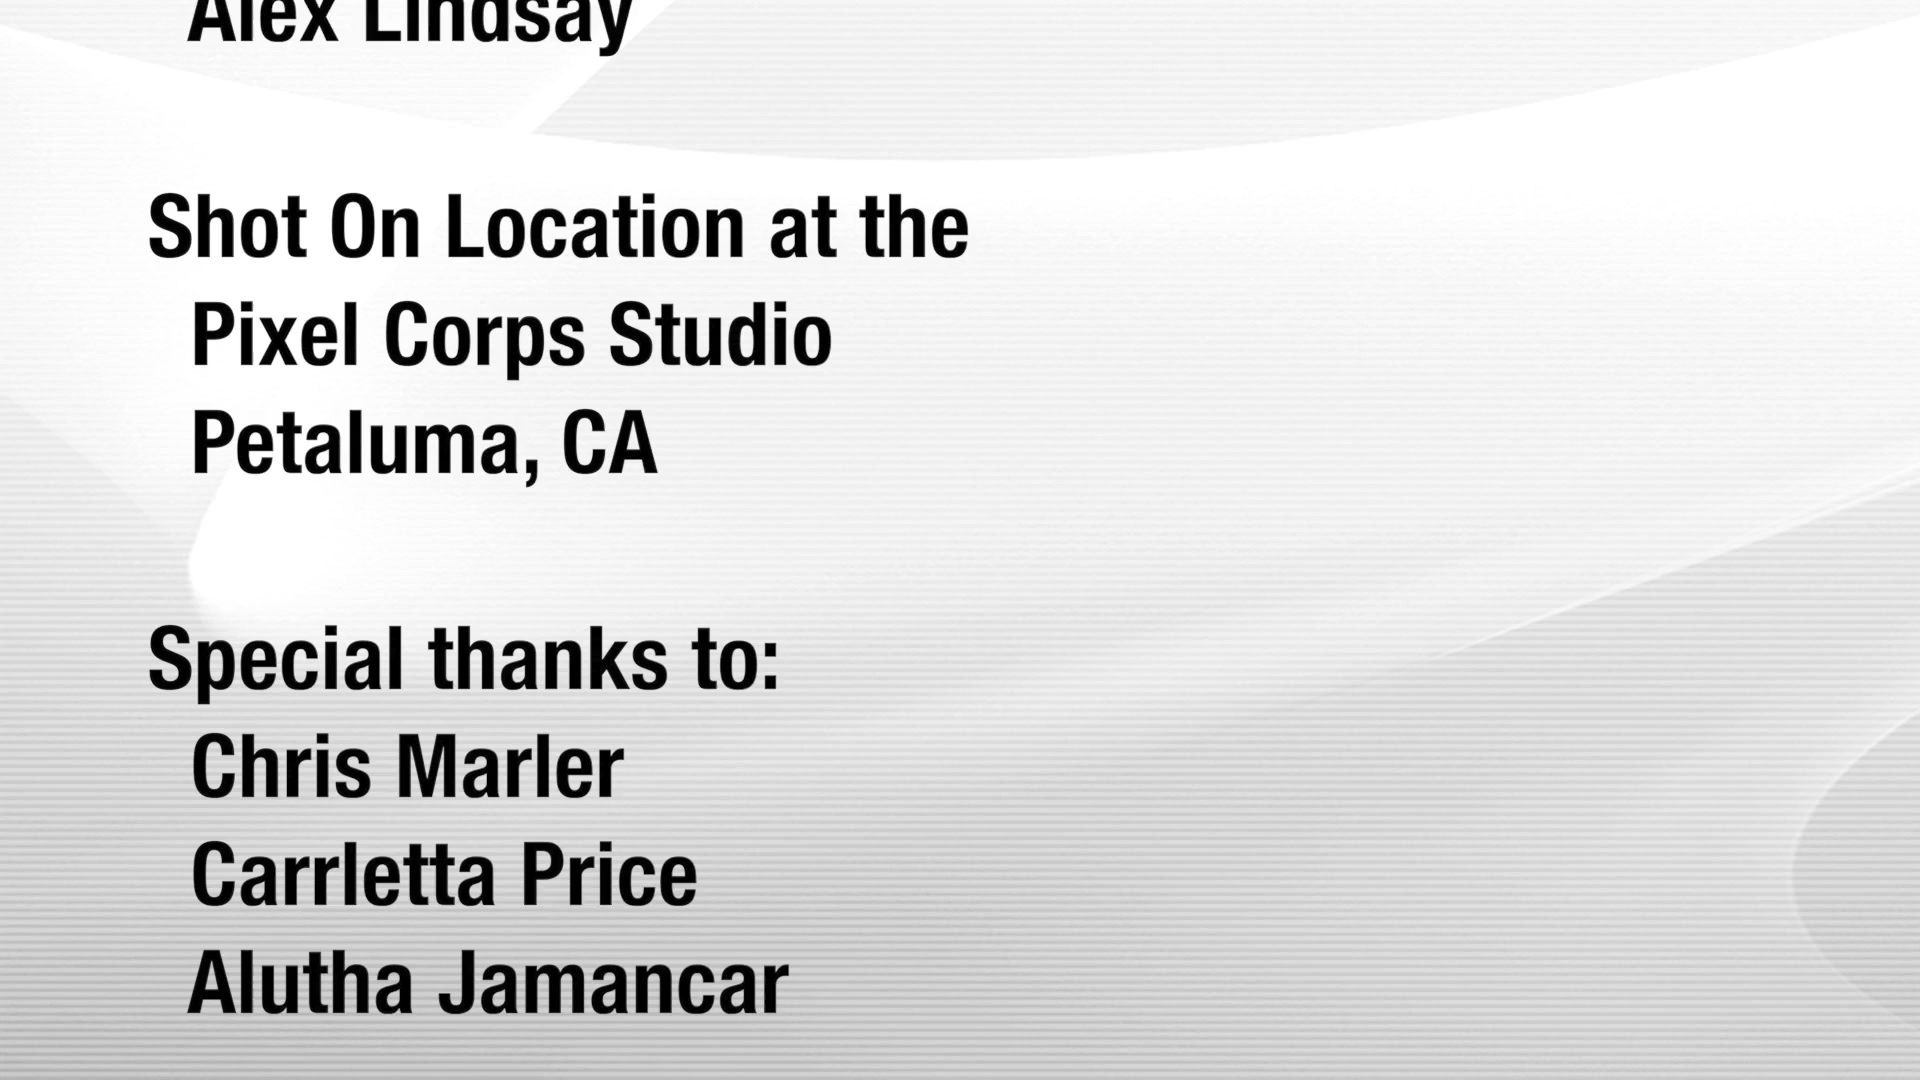 Alex Lindsay
Shot On Location at the
Pixel Corps Studio
Petaluma, CA
Special thanks to:
Chris Marler
Carrletta Price
Alutha Jamancar